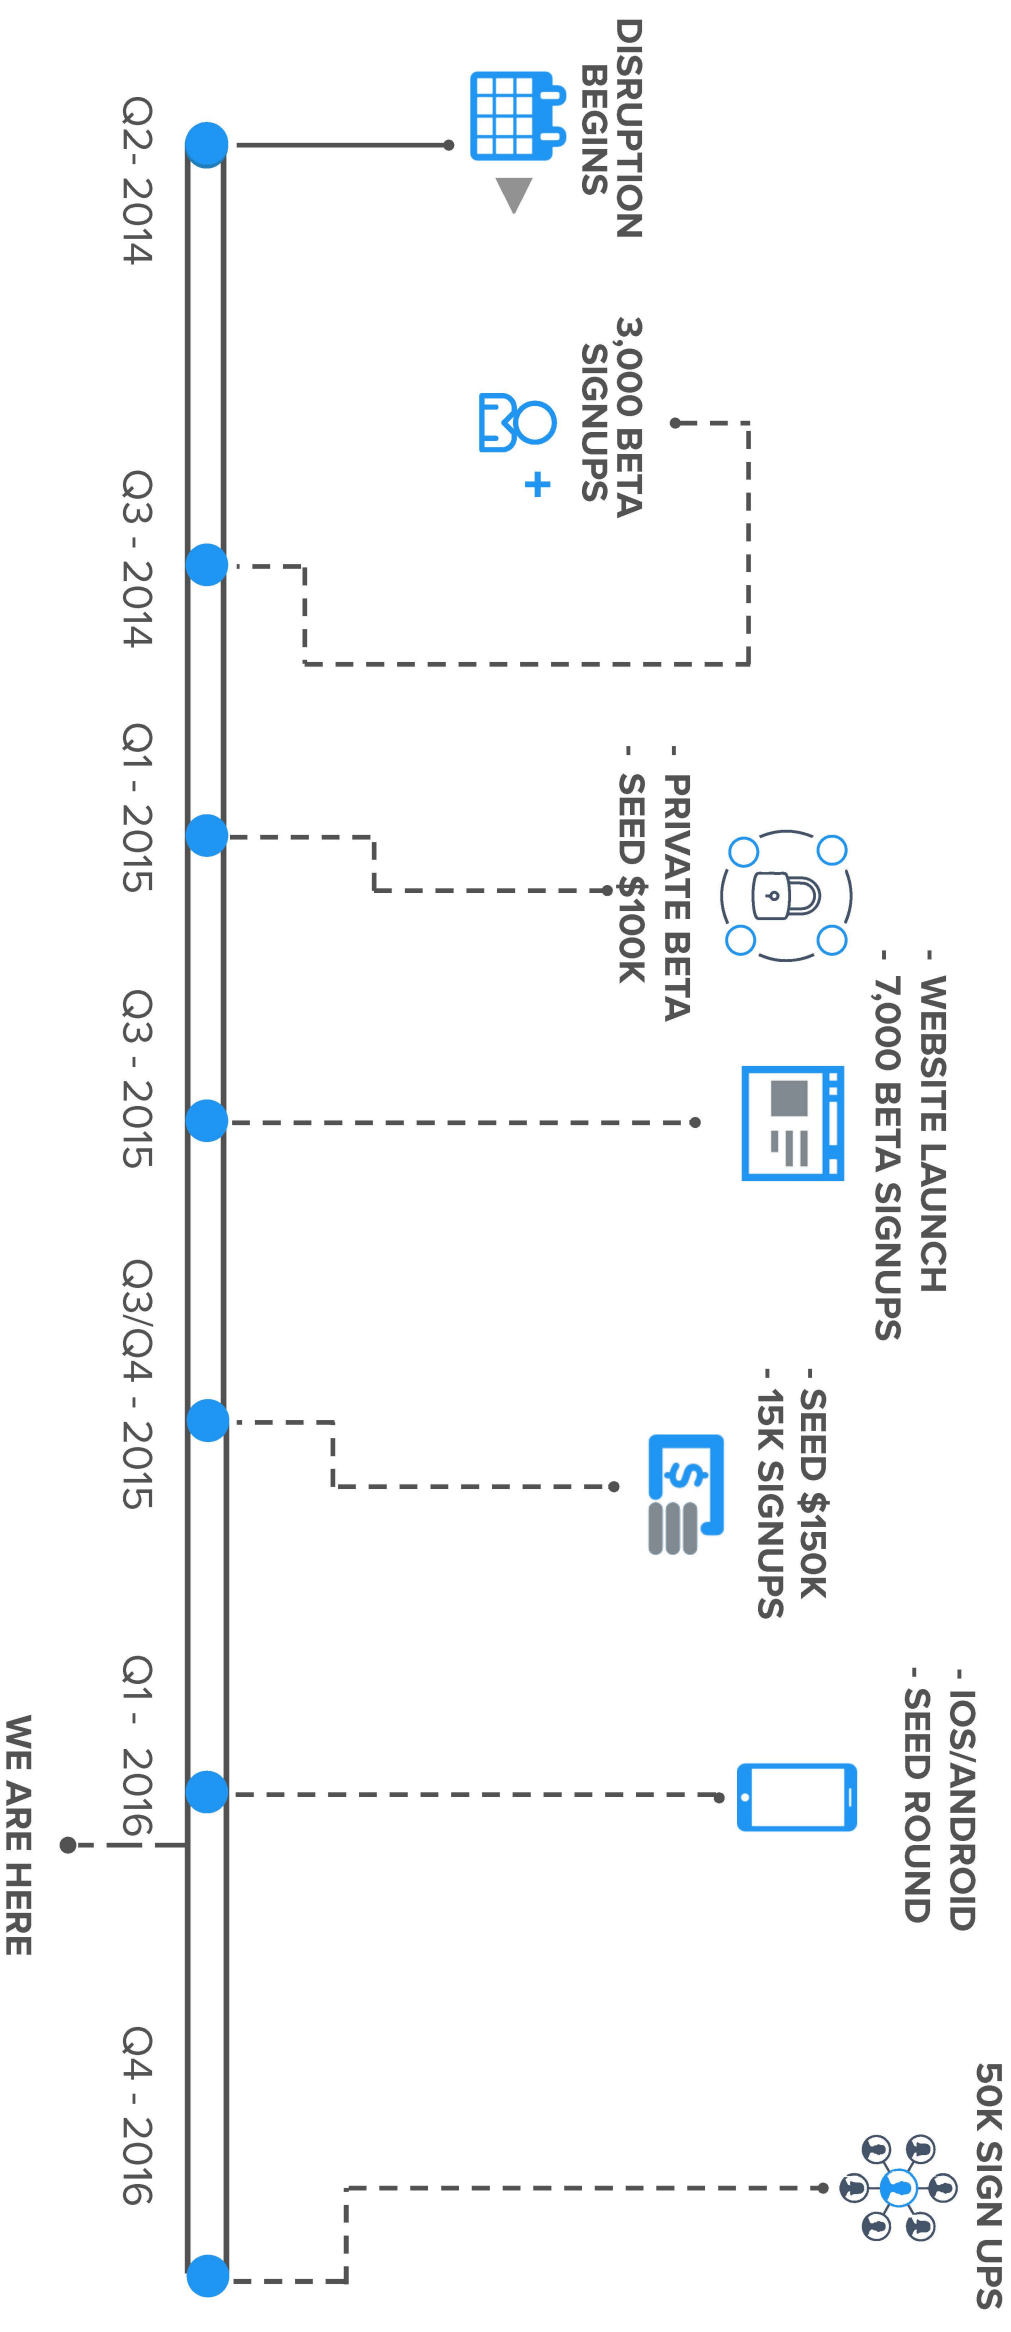 DISRUPTION
BEGINS
Q2- 2014
3,000 BETA
SIGNUPS
Q3 - 2014
- PRIVATE BETA
- SEED $100K
Q1 - 2015
- WEBSITE LAUNCH
- 7,000 BETA SIGNUPS
Q3 - 2015
- SEED $150K
- 15K SIGNUPS
$
Q3/Q4 - 2015
- IOS/ANDROID
- SEED ROUND
Q1 - 2016
WE ARE HERE
50K SIGN UPS
Q4 - 2016